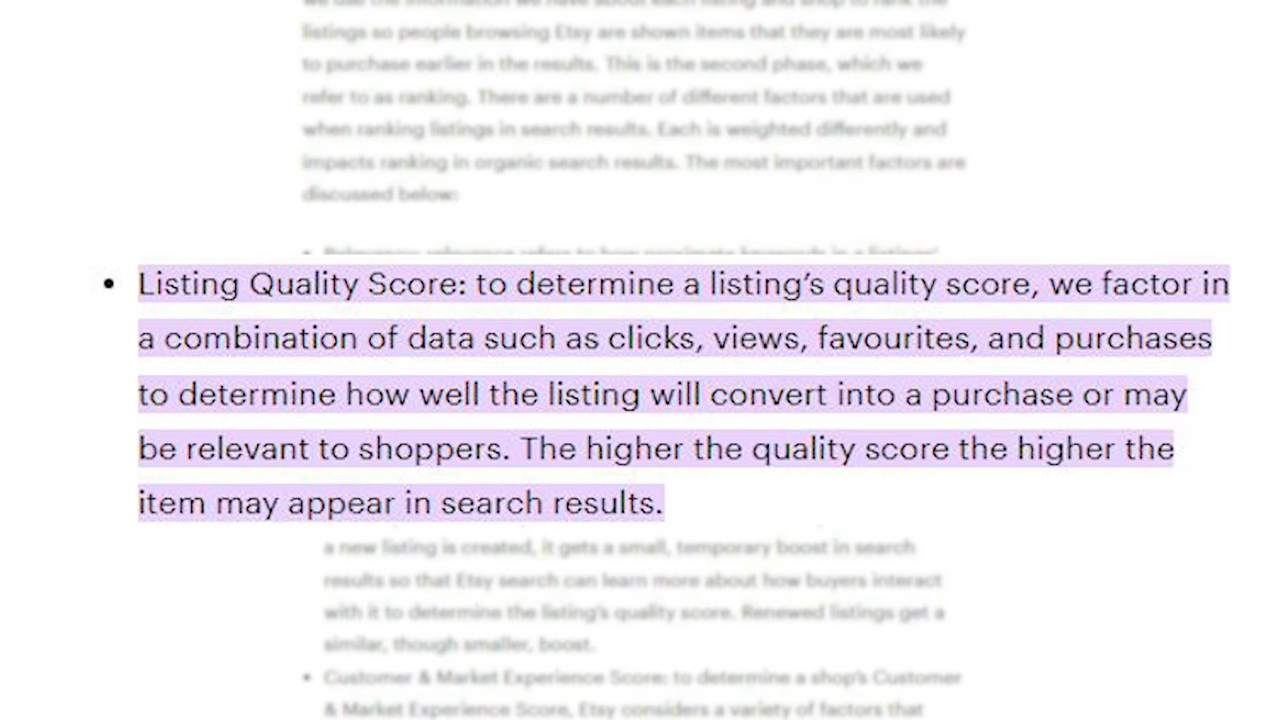 we use the information we have about each listing and shop to rank the
listings so people browsing Etsy are shown items that they are most likely
to purchase earlier in the results. This is the second phase, which we
refer to as ranking. There are a number of different factors that are used
when ranking listings in search results. Each is weighted differently and
impacts ranking in organic search results. The most important factors are
discussed below:
• Relevancy: relevance refers to how proximate keywords in a listings'
• Listing Quality Score: to determine a listing’s quality score, we factor in
a combination of data such as clicks, views, favourites, and purchases
to determine how well the listing will convert into a purchase or may
be relevant to shoppers. The higher the quality score the higher the
item may appear in search results.
a new listing is created, it gets a small, temporary boost in search
results so that Etsy search can learn more about how buyers interact
with it to determine the listing's quality score. Renewed listings get a
similar, though smaller, boost.
• Customer & Market Experience Score: to determine a shop's Customer
& Market Experience Score, Etsy considers a variety of factors that